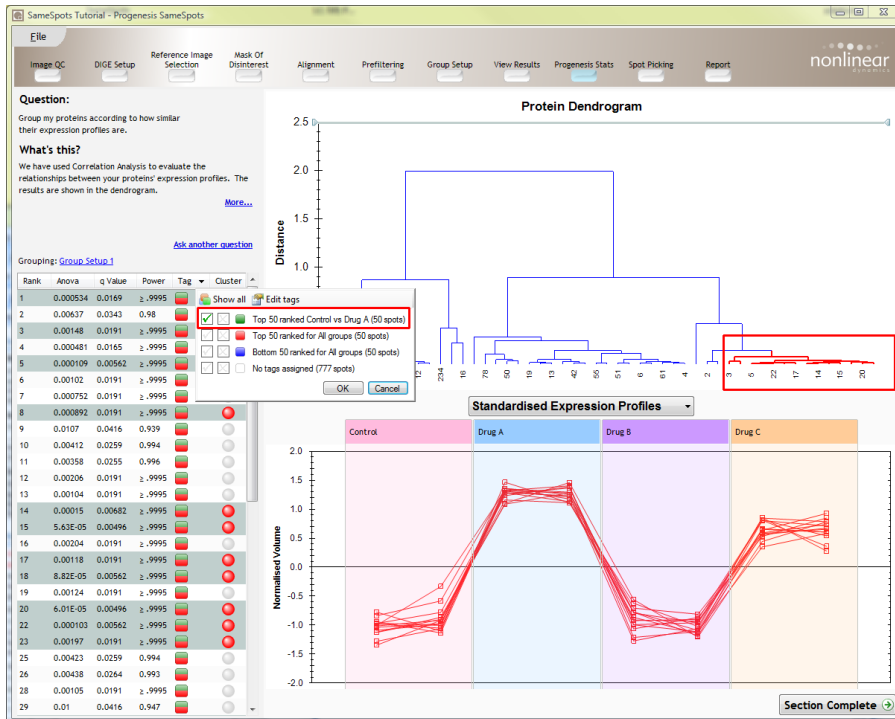 SameSpots Tutorial - Progenesis SameSpots
File
Image QC
DIGE Setup
Reference Image Selection
Mask Of Disinterest
Alignment
Prefiltering
Group Setup
View Results
Progenesis Stats
Spot Picking
Report
nonlinear
dynamics
Question:
Group my proteins according to how similar
their expression profiles are.
What's this?
We have used Correlation Analysis to evaluate the
relationships between your proteins' expression profiles. The
results are shown in the dendrogram.
More...
Ask another question
Grouping: Group Setup 1
Rank Anova q Value Power Tag Cluster
1 0.000534 0.0169 ≥ .9995
2 0.00637 0.0343 0.98
3 0.00148 0.0191 ≥ .9995
4 0.000481 0.0165 ≥ .9995
5 0.000109 0.00562 ≥ .9995
6 0.00102 0.0191 ≥ .9995
7 0.000752 0.0191 ≥ .9995
8 0.000892 0.0191 ≥ .9995
9 0.0107 0.0416 0.939
10 0.00412 0.0259 0.994
11 0.00358 0.0255 0.996
12 0.00206 0.0191 ≥ .9995
13 0.00104 0.0191 ≥ .9995
14 0.00015 0.00682 ≥ .9995
15 5.63E-05 0.00496 ≥ .9995
16 0.00204 0.0191 ≥ .9995
17 0.00118 0.0191 ≥ .9995
18 8.82E-05 0.00562 ≥ .9995
19 0.00124 0.0191 ≥ .9995
20 6.01E-05 0.00496 ≥ .9995
22 0.000103 0.00562 ≥ .9995
23 0.00197 0.0191 ≥ .9995
25 0.00423 0.0259 0.994
26 0.00438 0.0264 0.993
28 0.00105 0.0191 ≥ .9995
29 0.01 0.0416 0.947
Show all Edit tags
Top 50 ranked Control vs Drug A (50 spots)
Top 50 ranked for All groups (50 spots)
Bottom 50 ranked for All groups (50 spots)
No tags assigned (777 spots)
OK Cancel
Protein Dendrogram
Distance
2.5
2.0
1.5
1.0
12 234 16 78 50 19 13 42 55 51 6 61 4 2 3 5 22 17 14 15 20
Standardised Expression Profiles
Control Drug A Drug B Drug C
Normalised Volume
2.0
1.5
1.0
0.5
0.0
-0.5
-1.0
-1.5
-2.0
Section Complete